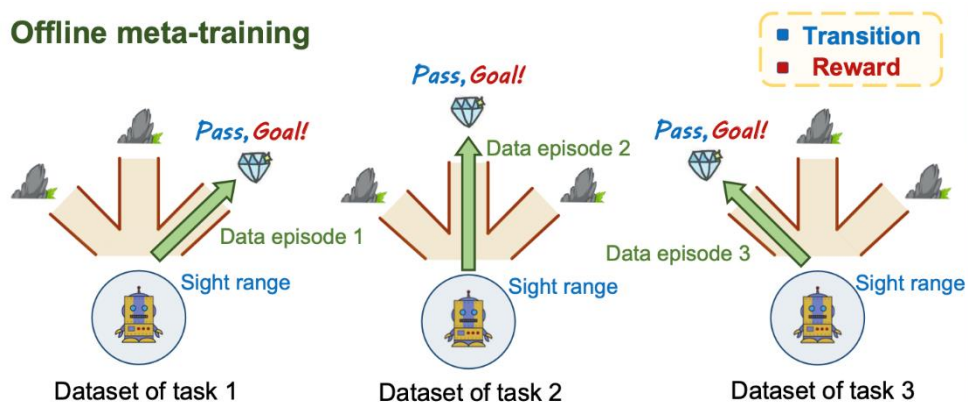 Offline meta-training
Transition
Reward
Pass, Goal!
Data episode 1
Sight range
Dataset of task 1
Pass, Goal!
Data episode 2
Sight range
Dataset of task 2
Pass, Goal!
Data episode 3
Sight range
Dataset of task 3